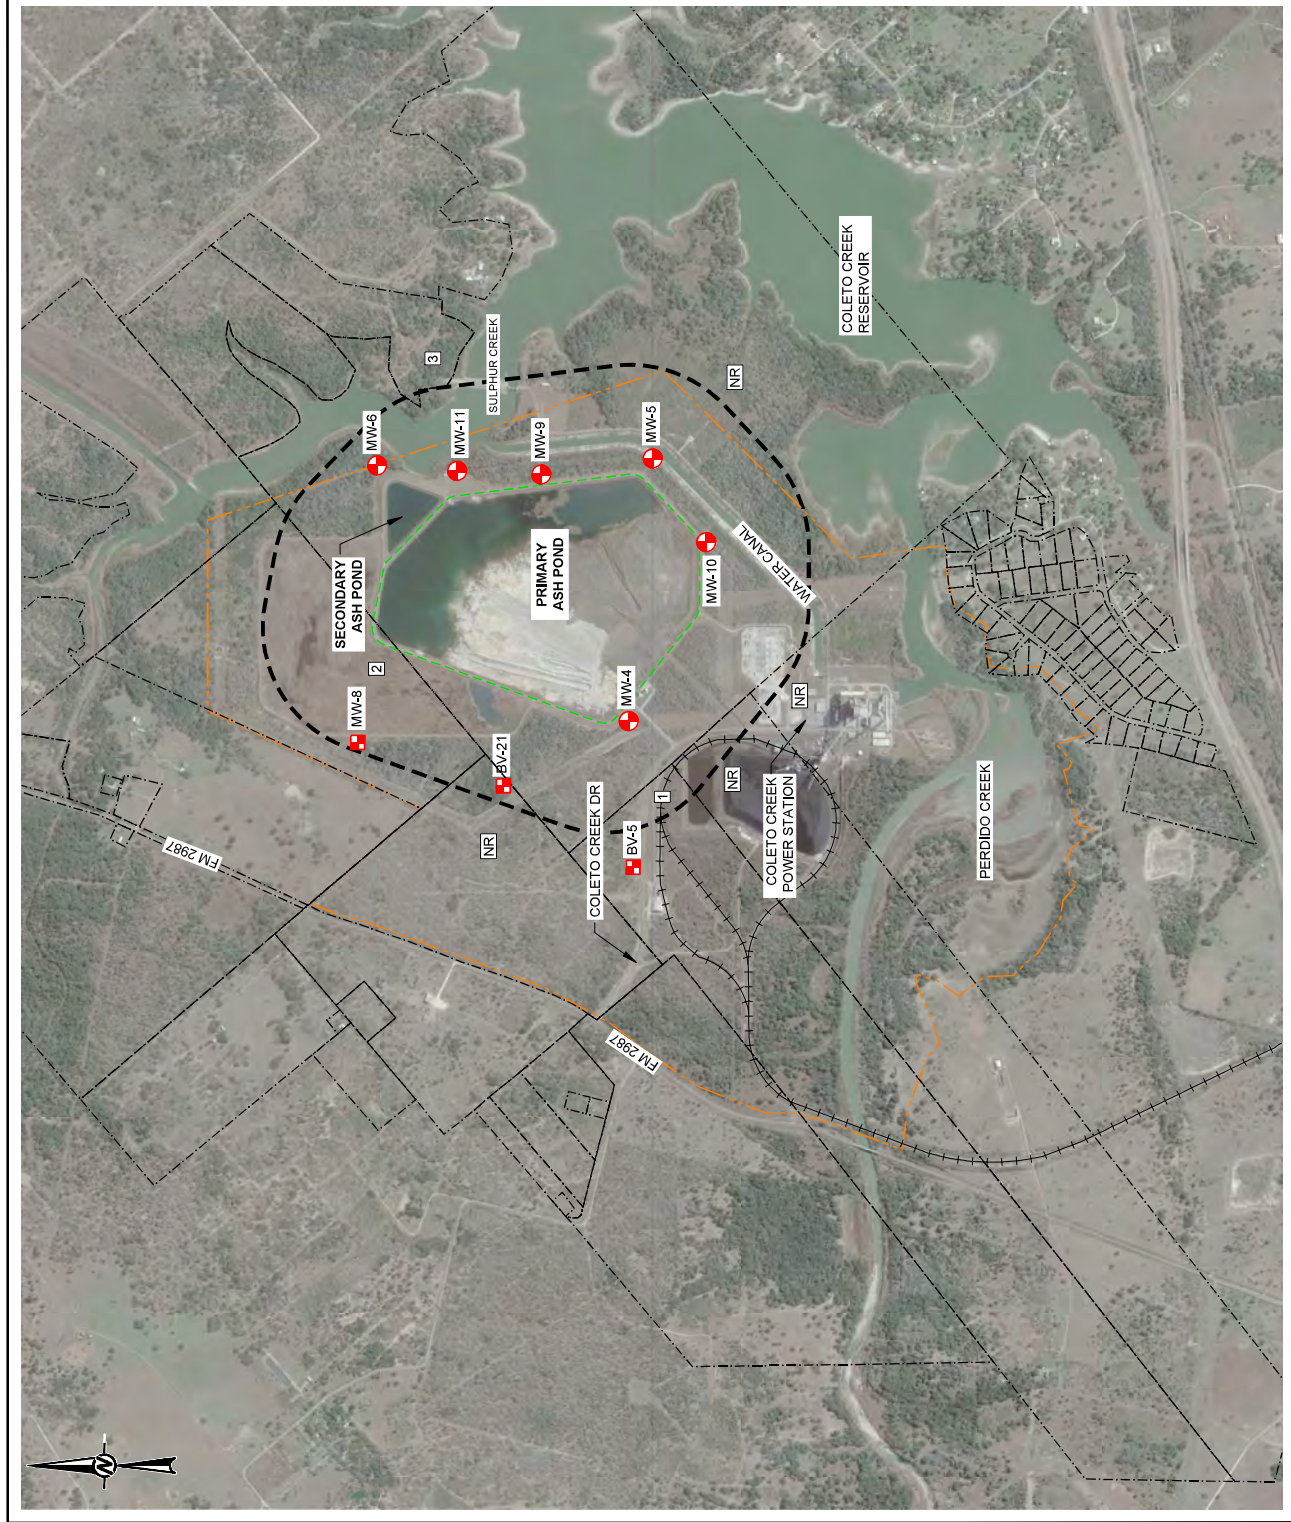 MW-6
MW-11
MW-9
MW-5
MW-10
MW-4
MW-8
BV-21
BV-5
SECONDARY
ASH POND
PRIMARY
ASH POND
SULPHUR CREEK
COLETO CREEK
RESERVOIR
WATER CANAL
COLETO CREEK DR
COLETO CREEK
POWER STATION
PERDIDO CREEK
FM 2987
FM 2987
1
2
3
NR
NR
NR
NR
N